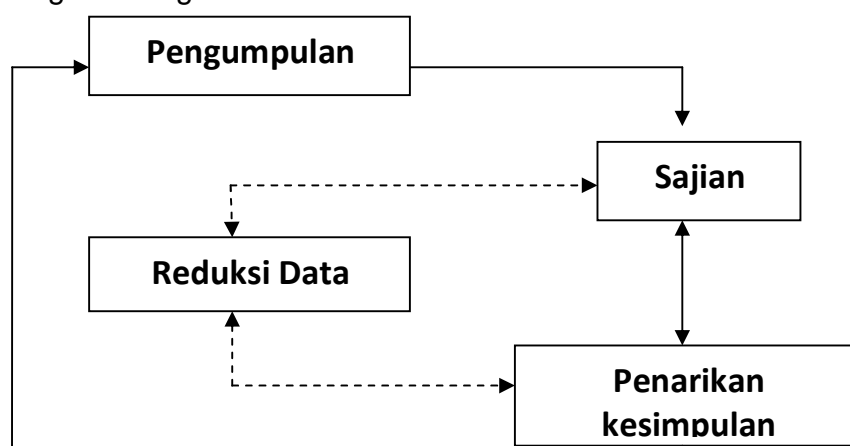 Pengumpulan
Sajian
Reduksi Data
Penarikan
kesimpulan